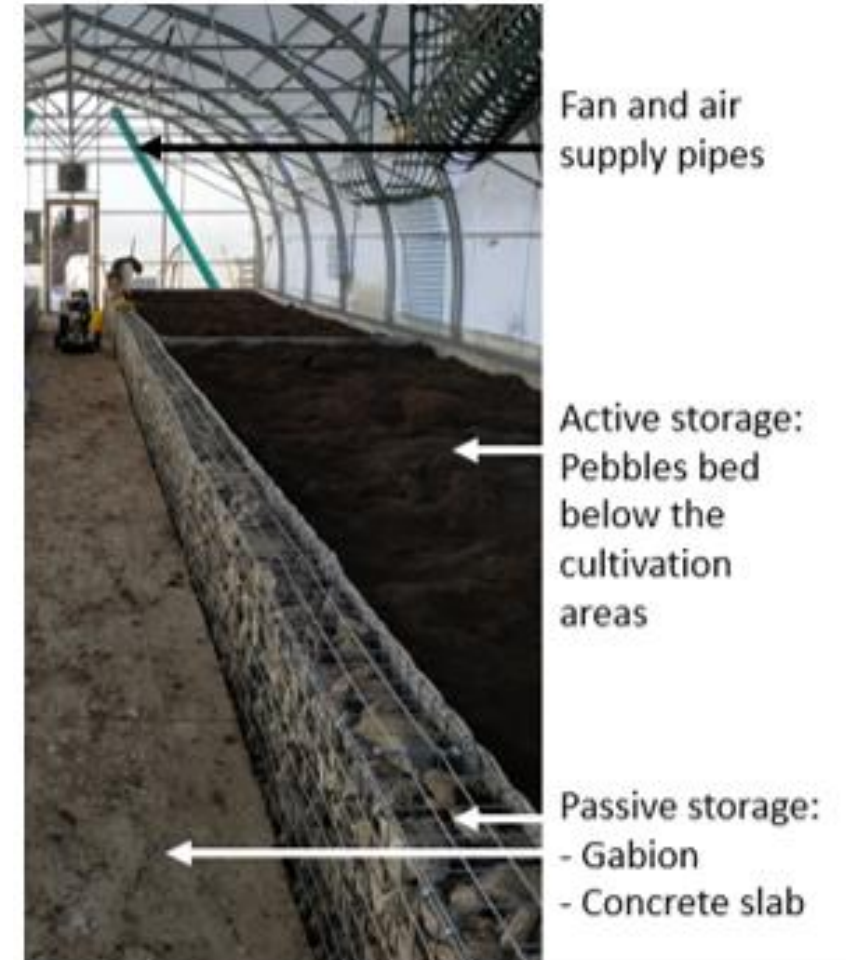 Fan and air
supply pipes
Active storage:
Pebbles bed
below the
cultivation
areas
Passive storage:
- Gabion
- Concrete slab